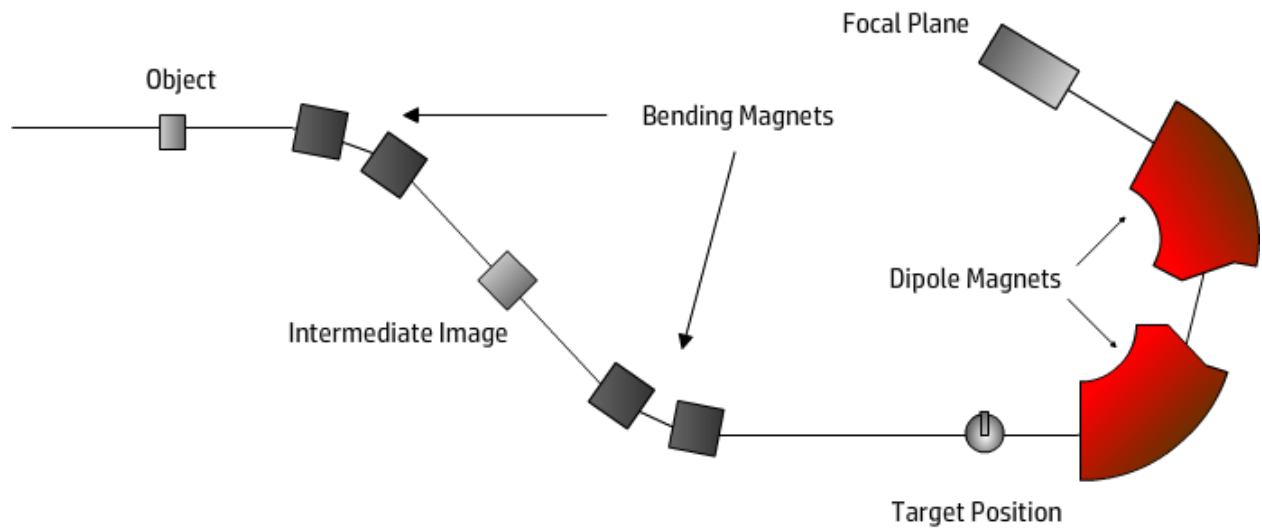 Focal Plane
Object
Bending Magnets
Dipole Magnets
Intermediate Image
Target Position